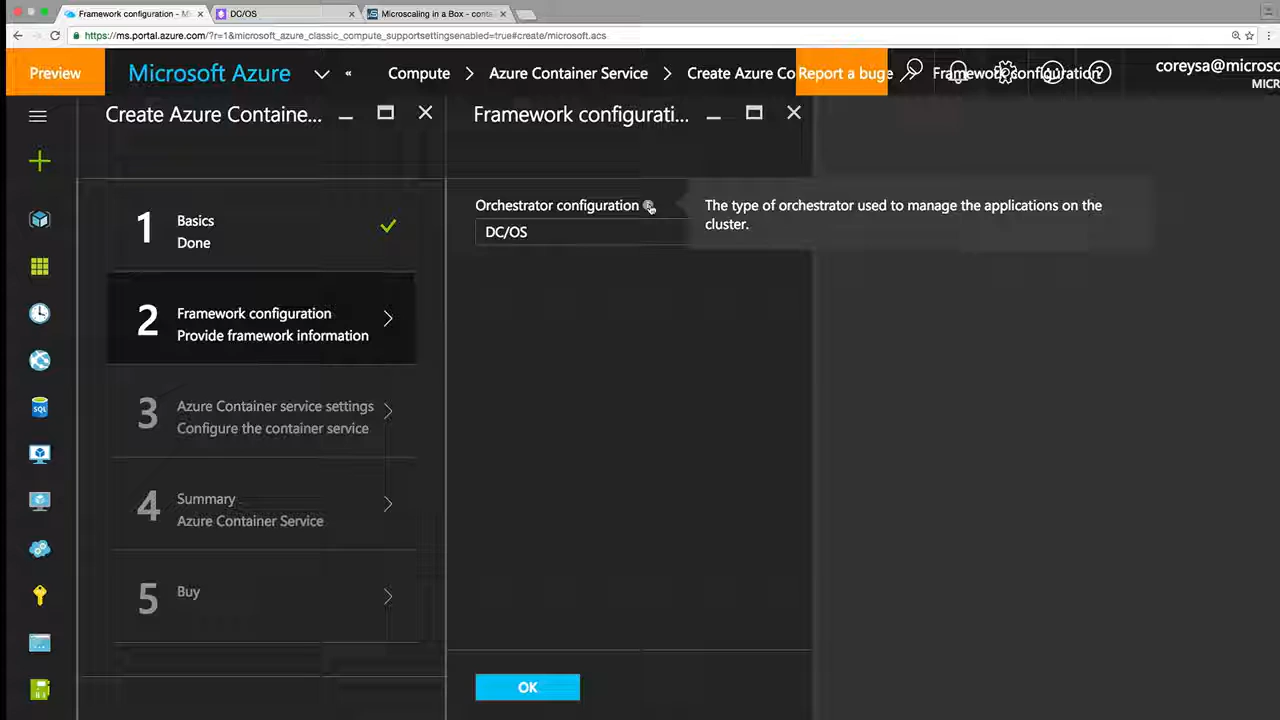 Framework configuration - Mi
DC/OS
Microscaling in a Box - conta
https://ms.portal.azure.com/?r=1&microsoft_azure_classic_compute_supportsettingsenabled=true#create/microsoft.acs
Preview
Microsoft Azure
Compute
Azure Container Service
Create Azure Co
Report a bug
Framework configuration
coreysa@microso
MICR
Create Azure Containe...
Framework configurati...
1
Basics
Done
2
Framework configuration
Provide framework information
3
Azure Container service settings
Configure the container service
4
Summary
Azure Container Service
5
Buy
Orchestrator configuration
DC/OS
The type of orchestrator used to manage the applications on the
cluster.
SQL
OK